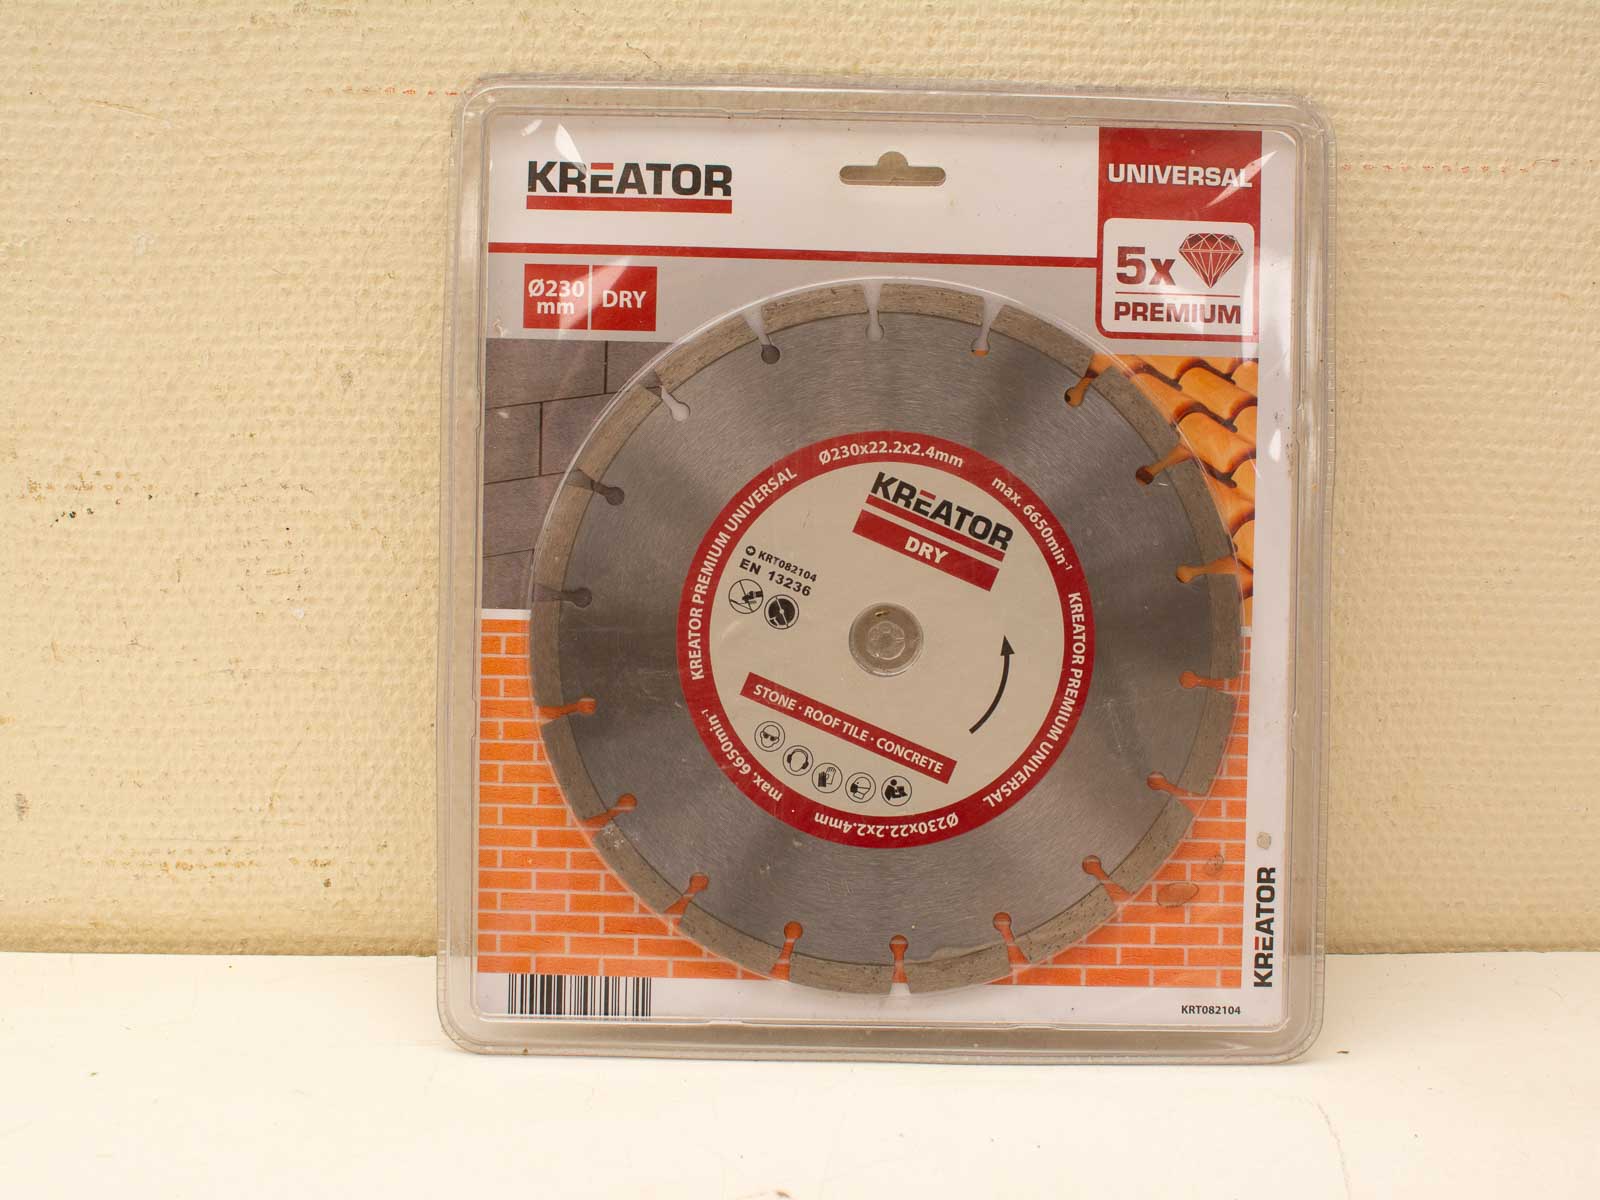 KREATOR
UNIVERSAL
5x
PREMIUM
Ø230
mm
DRY
Ø230x22.2x2.4mm
max. 6650min⁻¹
KREATOR PREMIUM UNIVERSAL
Ø230x22.2x2.4mm
max. 6650min⁻¹
KREATOR PREMIUM UNIVERSAL
KREATOR
DRY
KRT082104
EN 13236
STONE · ROOF TILE · CONCRETE
KREATOR
KRT082104